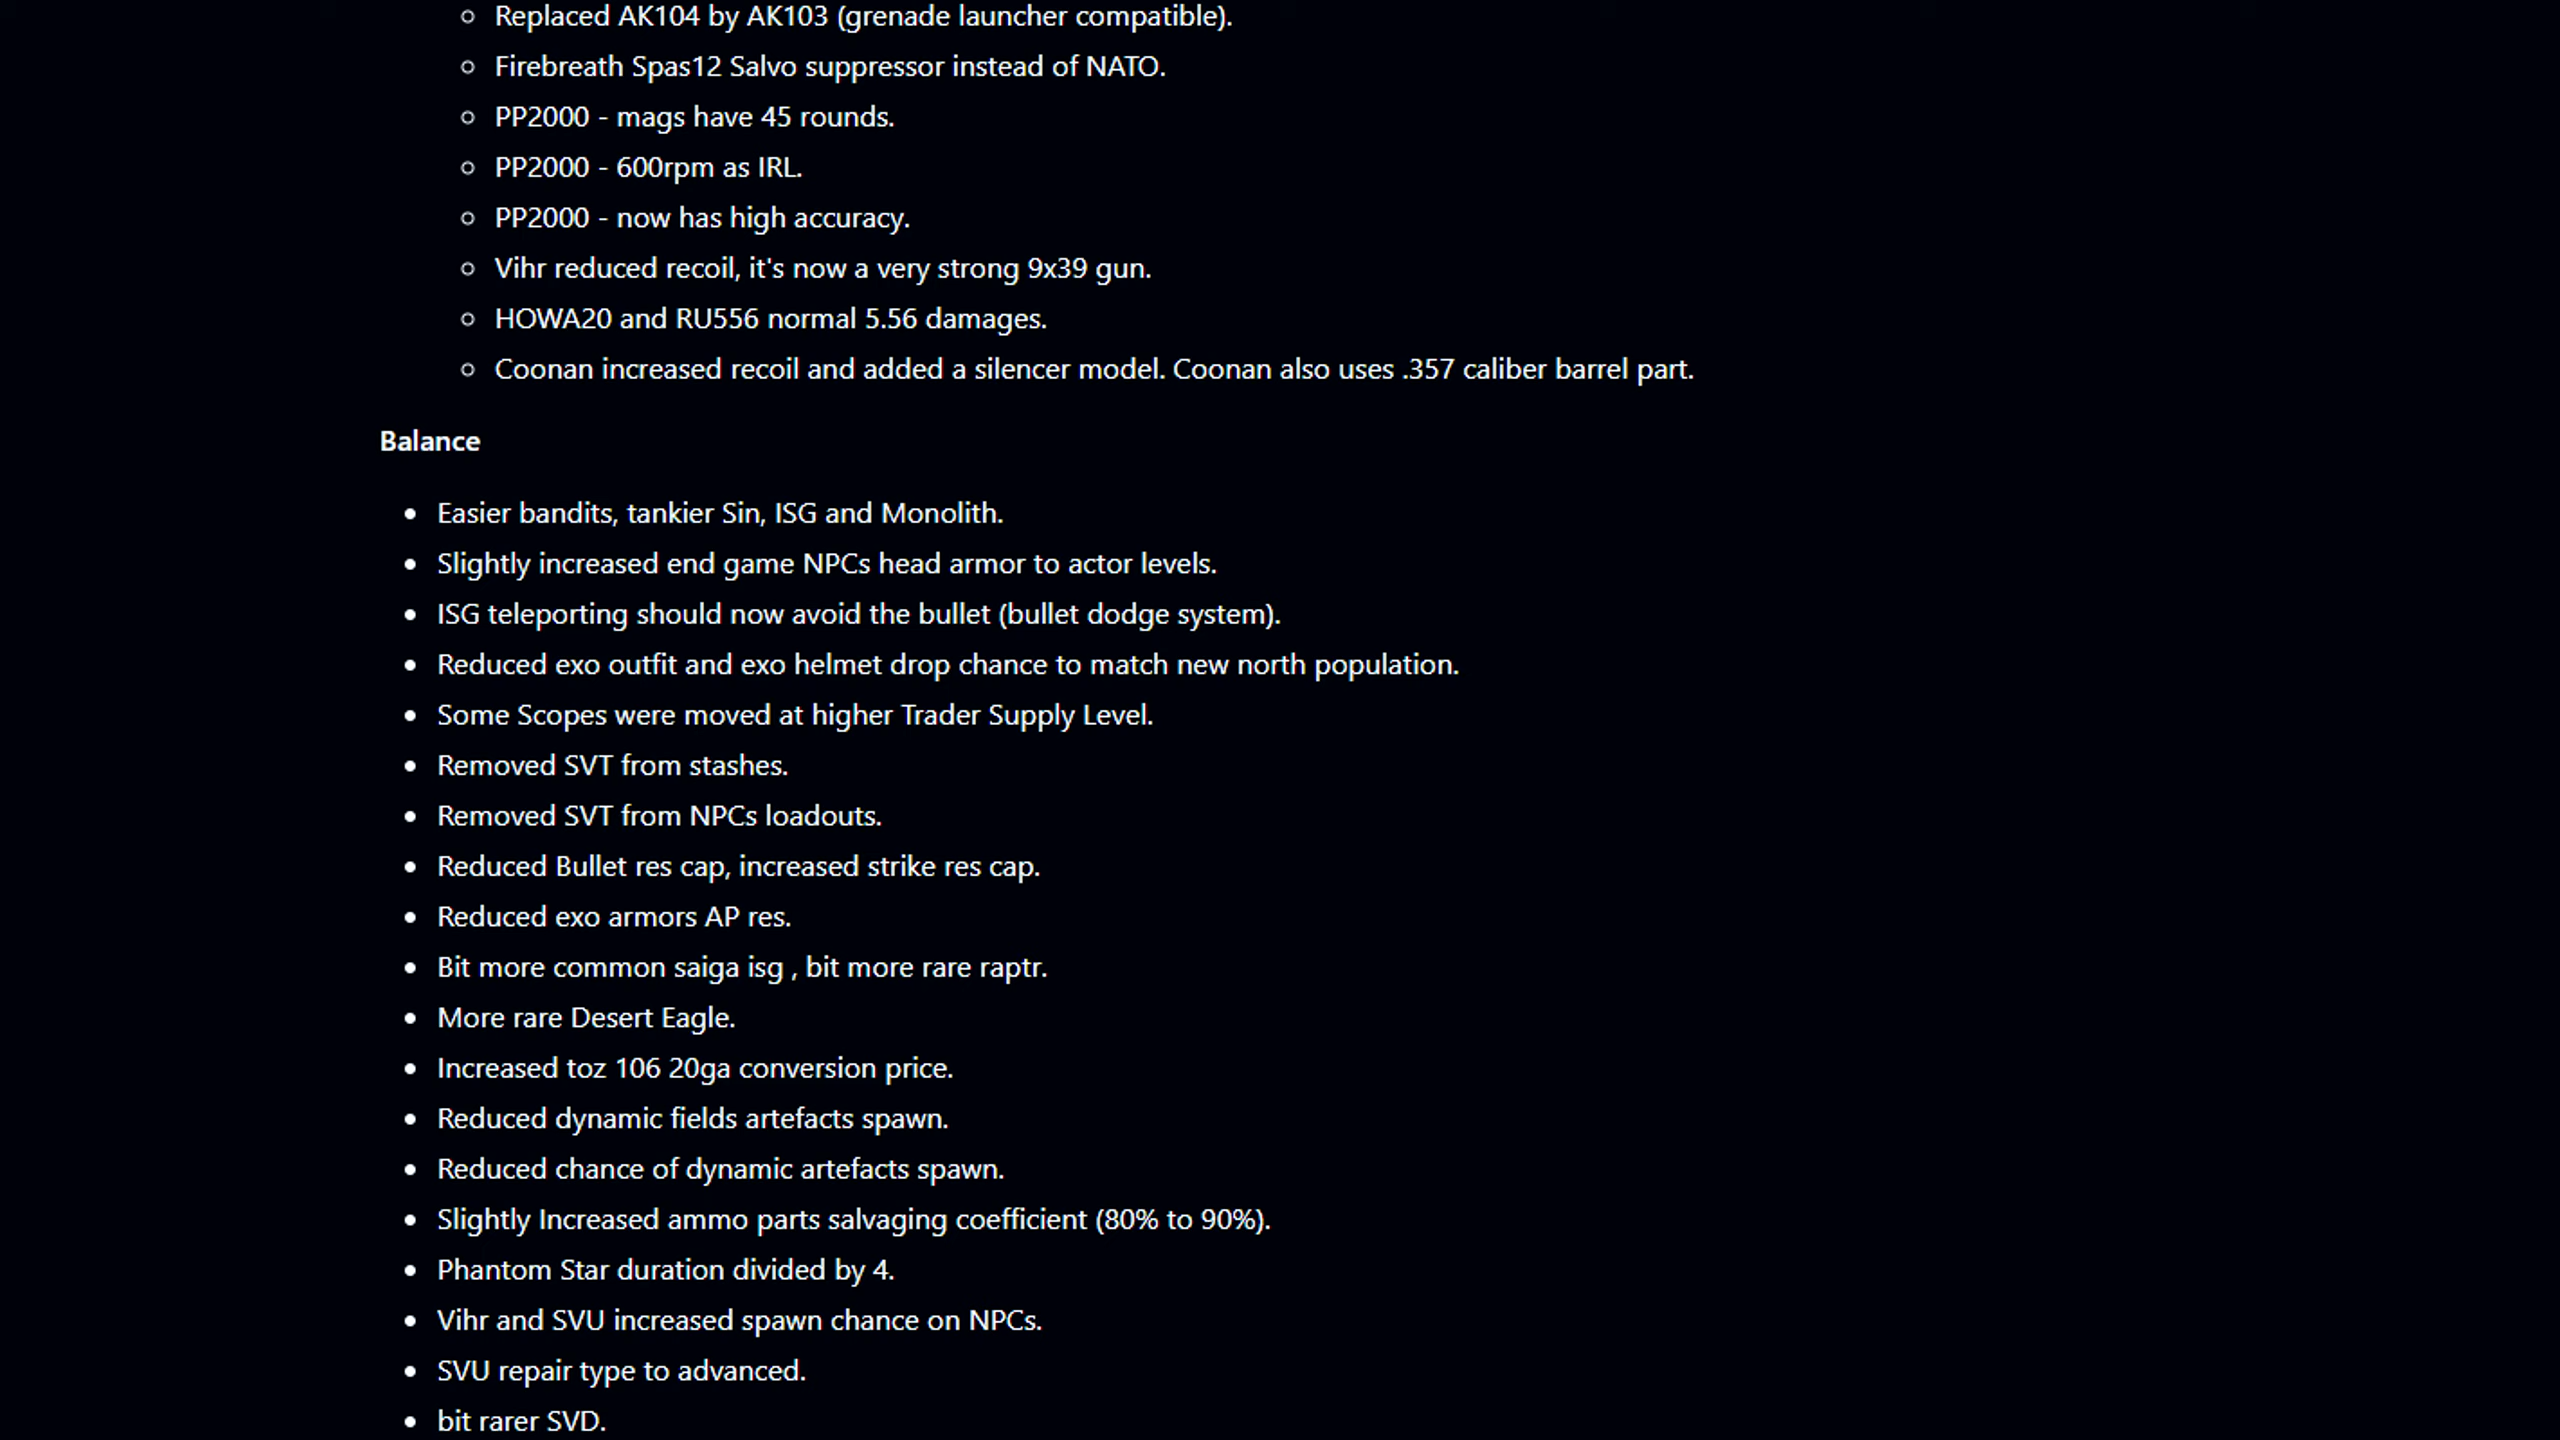 Replaced AK104 by AK103 (grenade launcher compatible).
Firebreath Spas12 Salvo suppressor instead of NATO.
PP2000 - mags have 45 rounds.
PP2000 - 600rpm as IRL.
PP2000 - now has high accuracy.
Vihr reduced recoil, it's now a very strong 9x39 gun.
HOWA20 and RU556 normal 5.56 damages.
Coonan increased recoil and added a silencer model. Coonan also uses .357 caliber barrel part.
Balance
Easier bandits, tankier Sin, ISG and Monolith.
Slightly increased end game NPCs head armor to actor levels.
ISG teleporting should now avoid the bullet (bullet dodge system).
Reduced exo outfit and exo helmet drop chance to match new north population.
Some Scopes were moved at higher Trader Supply Level.
Removed SVT from stashes.
Removed SVT from NPCs loadouts.
Reduced Bullet res cap, increased strike res cap.
Reduced exo armors AP res.
Bit more common saiga isg , bit more rare raptr.
More rare Desert Eagle.
Increased toz 106 20ga conversion price.
Reduced dynamic fields artefacts spawn.
Reduced chance of dynamic artefacts spawn.
Slightly Increased ammo parts salvaging coefficient (80% to 90%).
Phantom Star duration divided by 4.
Vihr and SVU increased spawn chance on NPCs.
SVU repair type to advanced.
bit rarer SVD.